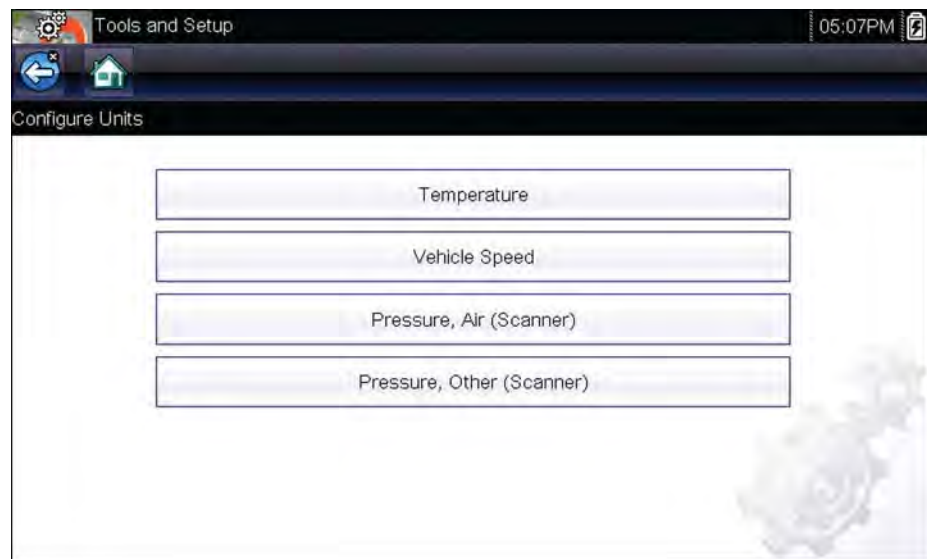 Tools and Setup 05:07PM
Configure Units
Temperature
Vehicle Speed
Pressure, Air (Scanner)
Pressure, Other (Scanner)